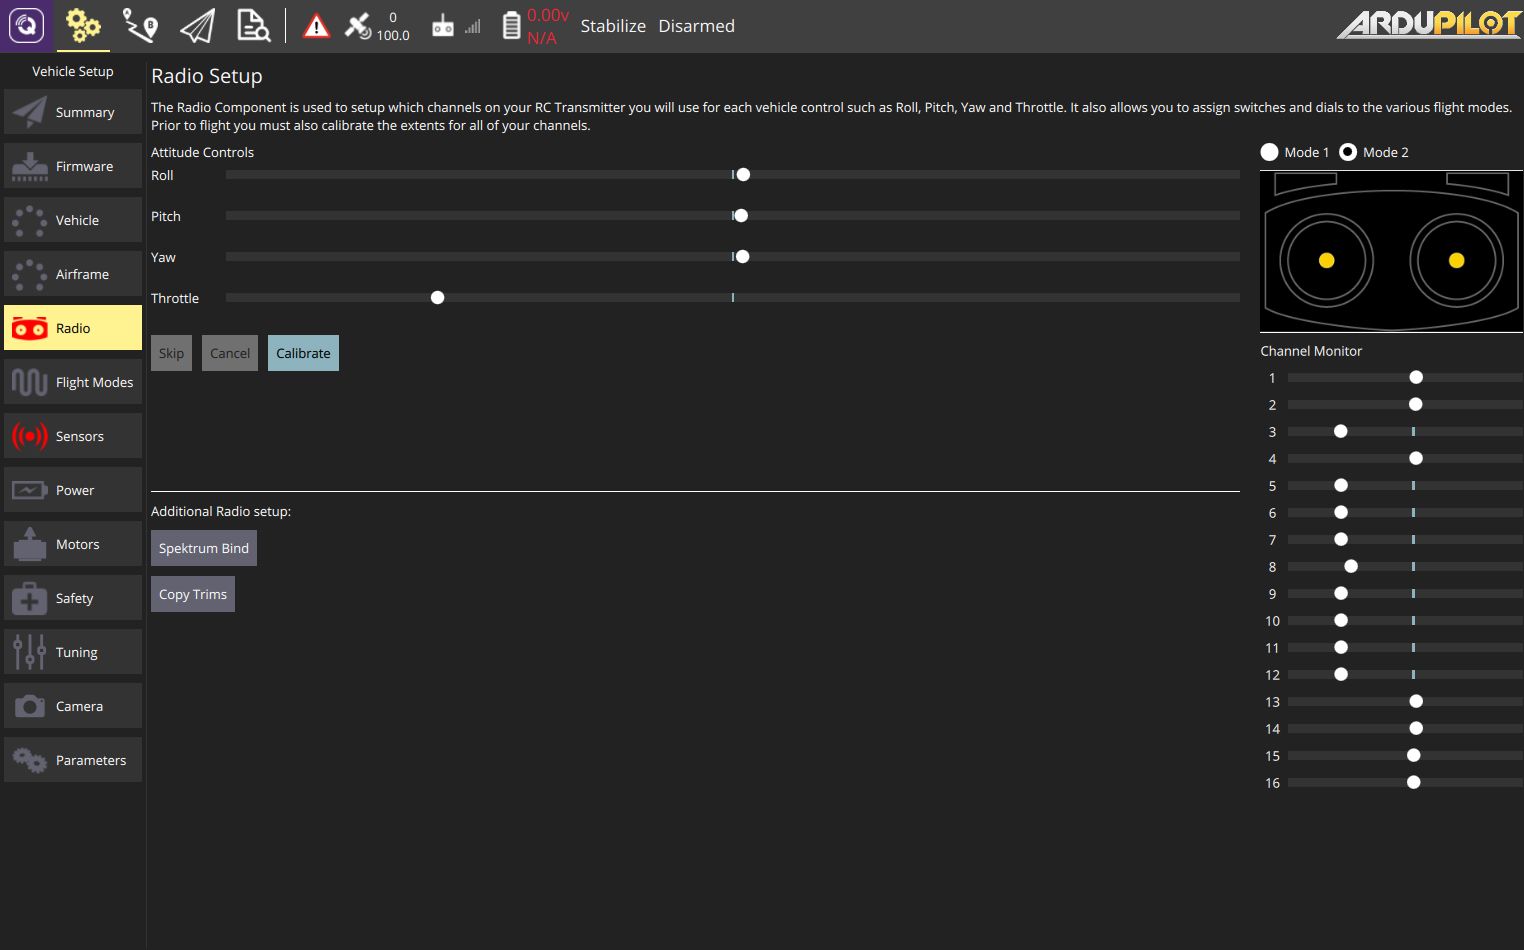 0
100.0
0.00v
N/A
Stabilize
Disarmed
ARDUPILOT
Vehicle Setup
Summary
Firmware
Vehicle
Airframe
Radio
Flight Modes
Sensors
Power
Motors
Safety
Tuning
Camera
Parameters
Radio Setup
The Radio Component is used to setup which channels on your RC Transmitter you will use for each vehicle control such as Roll, Pitch, Yaw and Throttle. It also allows you to assign switches and dials to the various flight modes.
Prior to flight you must also calibrate the extents for all of your channels.
Attitude Controls
Roll
Pitch
Yaw
Throttle
Skip
Cancel
Calibrate
Additional Radio setup:
Spektrum Bind
Copy Trims
Mode 1
Mode 2
Channel Monitor
1
2
3
4
5
6
7
8
9
10
11
12
13
14
15
16